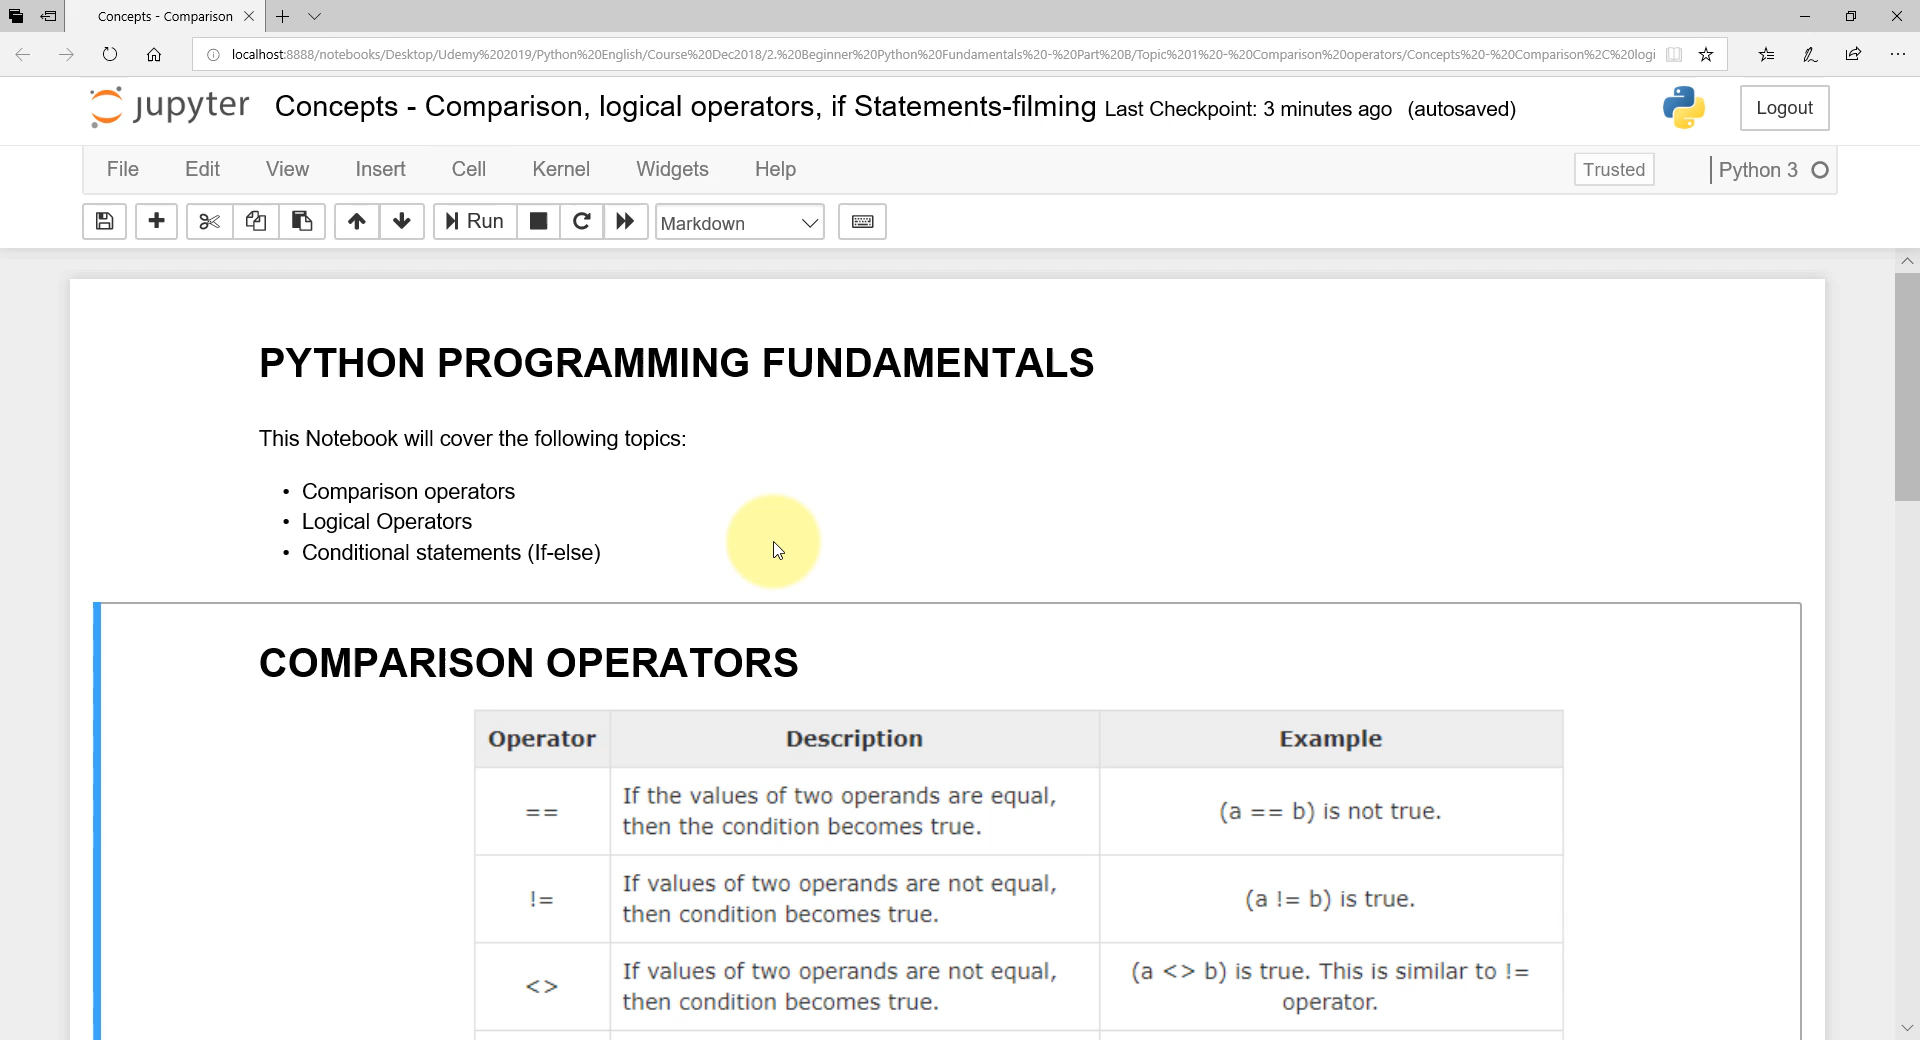 Concepts - Comparison
localhost:8888/notebooks/Desktop/Udemy%202019/Python%20English/Course%20Dec2018/2.%20Beginner%20Python%20Fundamentals%20-%20Part%20B/Topic%201%20-%20Comparison%20operators/Concepts%20-%20Comparison%2C%20logi
jupyter Concepts - Comparison, logical operators, if Statements-filming Last Checkpoint: 3 minutes ago (autosaved)
Logout
File Edit View Insert Cell Kernel Widgets Help
Trusted
Python 3
Run
Markdown
PYTHON PROGRAMMING FUNDAMENTALS
This Notebook will cover the following topics:
• Comparison operators
• Logical Operators
• Conditional statements (If-else)
COMPARISON OPERATORS
Operator Description Example
==
If the values of two operands are equal,
then the condition becomes true.
(a == b) is not true.
!=
If values of two operands are not equal,
then condition becomes true.
(a != b) is true.
<>
If values of two operands are not equal,
then condition becomes true.
(a <> b) is true. This is similar to !=
operator.